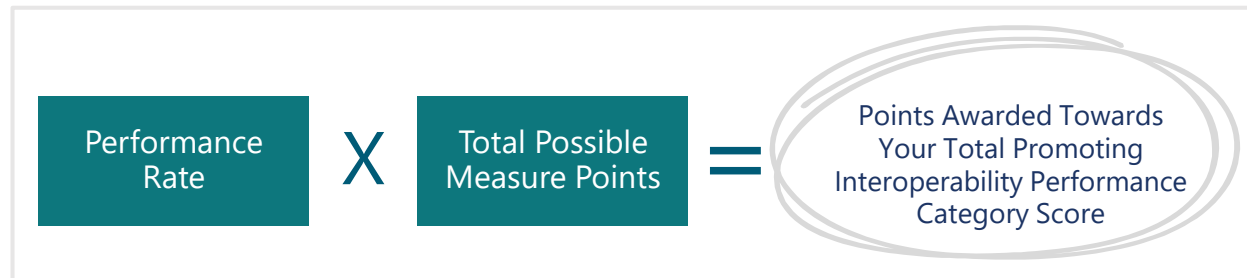 Performance
Rate
X
Total Possible
Measure Points
=
Points Awarded Towards
Your Total Promoting
Interoperability Performance
Category Score